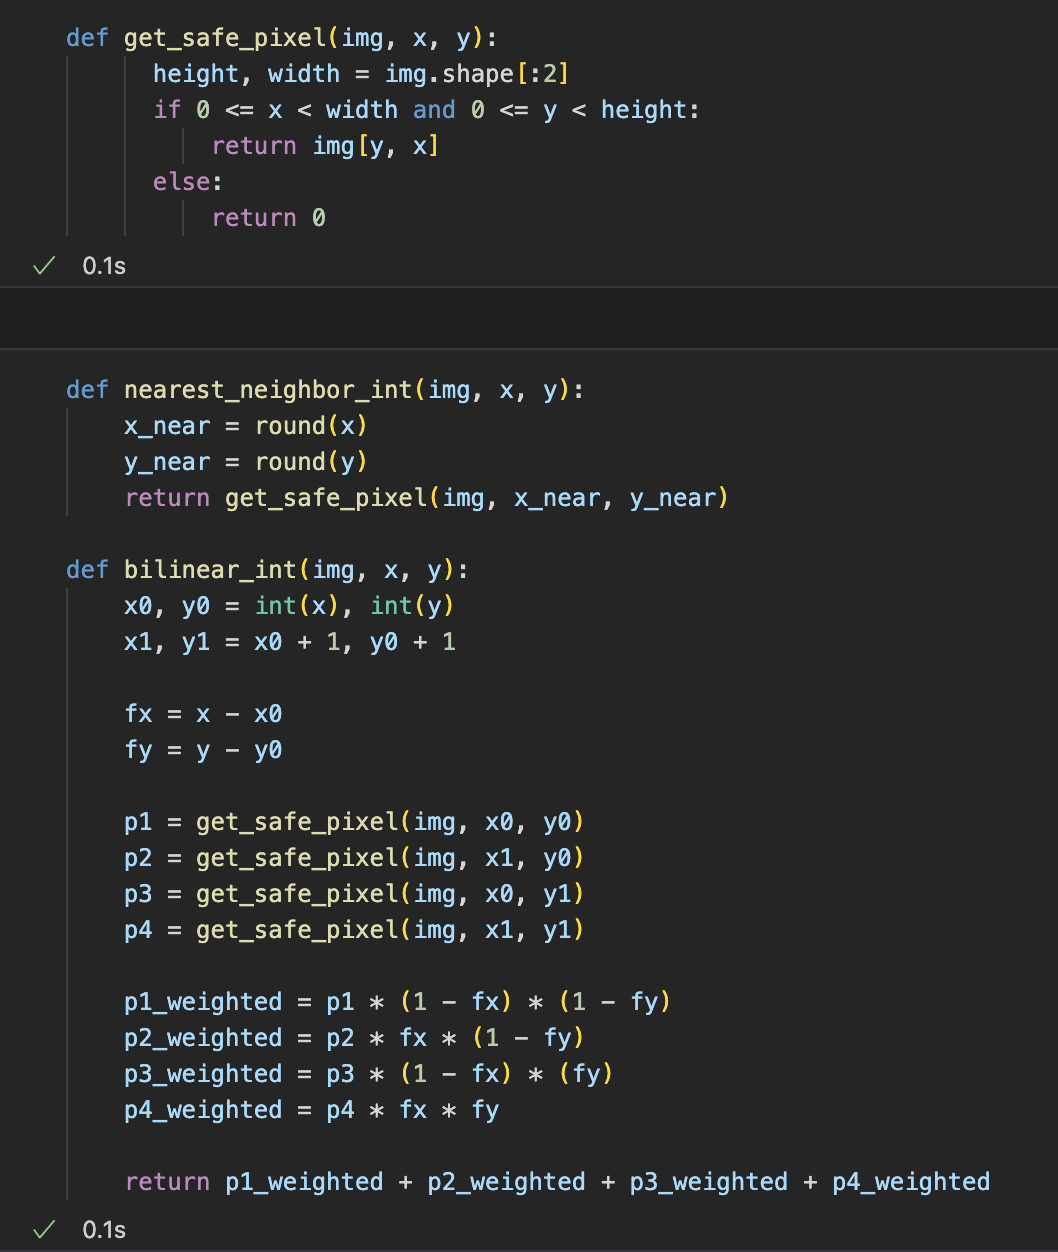 def get_safe_pixel(img, x, y):
height, width = img.shape[:2]
if 0 <= x < width and 0 <= y < height:
return img[y, x]
else:
return 0
0.1s
def nearest_neighbor_int(img, x, y):
x_near = round(x)
y_near = round(y)
return get_safe_pixel(img, x_near, y_near)
def bilinear_int(img, x, y):
x0, y0 = int(x), int(y)
x1, y1 = x0 + 1, y0 + 1
fx = x - x0
fy = y - y0
p1 = get_safe_pixel(img, x0, y0)
p2 = get_safe_pixel(img, x1, y0)
p3 = get_safe_pixel(img, x0, y1)
p4 = get_safe_pixel(img, x1, y1)
p1_weighted = p1 * (1 - fx) * (1 - fy)
p2_weighted = p2 * fx * (1 - fy)
p3_weighted = p3 * (1 - fx) * (fy)
p4_weighted = p4 * fx * fy
return p1_weighted + p2_weighted + p3_weighted + p4_weighted
0.1s